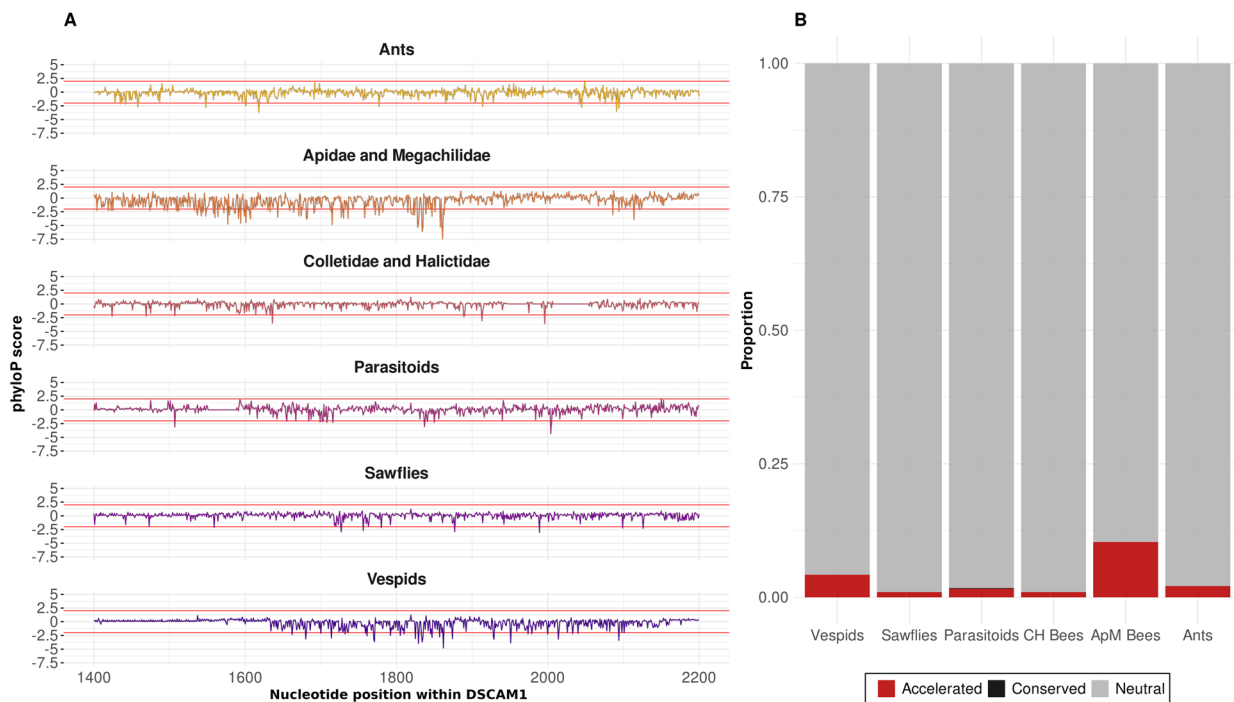 A
phyloP score
Ants
5
2.5
0
-2.5
-5
-7.5
Apidae and Megachilidae
5
2.5
0
-2.5
-5
-7.5
Colletidae and Halictidae
5
2.5
0
-2.5
-5
-7.5
Parasitoids
5
2.5
0
-2.5
-5
-7.5
Sawflies
5
2.5
0
-2.5
-5
-7.5
Vespids
5
2.5
0
-2.5
-5
-7.5
1400 1600 1800 2000 2200
Nucleotide position within DSCAM1
B
Proportion
1.00
0.75
0.50
0.25
0.00
Vespids Sawflies Parasitoids CH Bees ApM Bees Ants
Accelerated Conserved Neutral